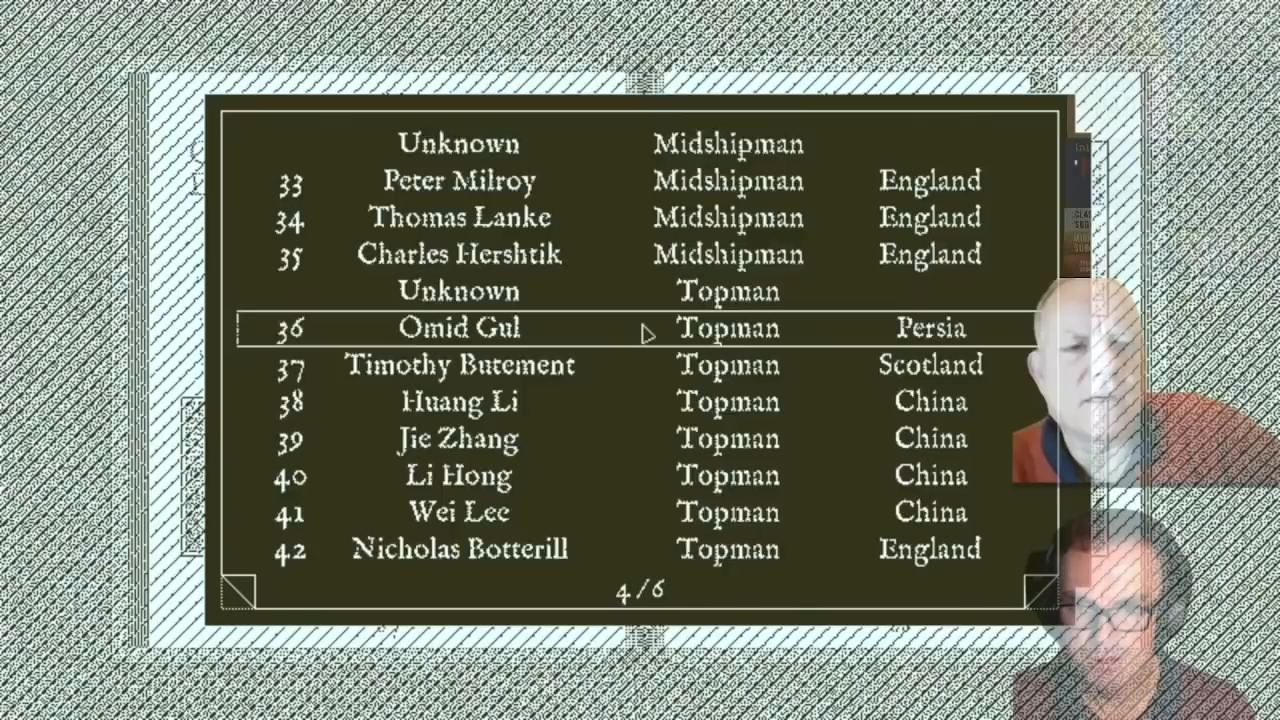 Unknown Midshipman
33 Peter Milroy Midshipman England
34 Thomas Lanke Midshipman England
35 Charles Hershtik Midshipman England
Unknown Topman
36 Omid Gul Topman Persia
37 Timothy Butement Topman Scotland
38 Huang Li Topman China
39 Jie Zhang Topman China
40 Li Hong Topman China
41 Wei Lee Topman China
42 Nicholas Botterill Topman England
4/6